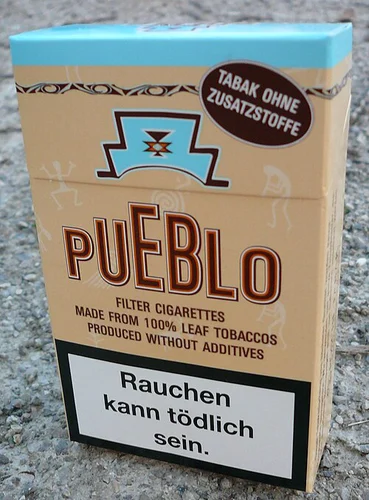 TABAK OHNE
ZUSATZSTOFFE
PUEBLO
FILTER CIGARETTES
MADE FROM 100% LEAF TOBACCOS
PRODUCED WITHOUT ADDITIVES
Rauchen
kann tödlich
sein.